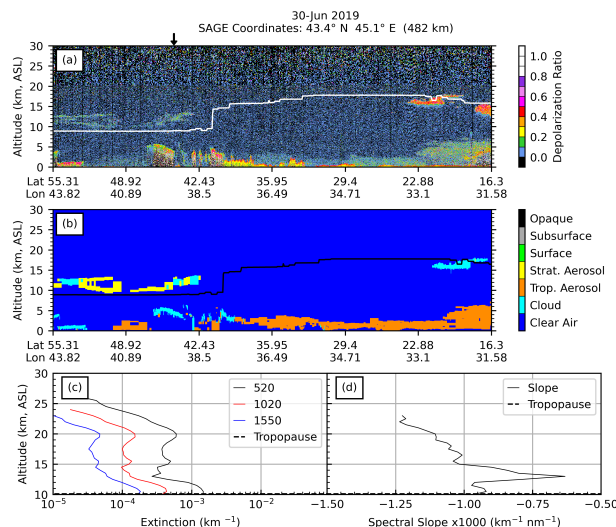 30-Jun 2019
SAGE Coordinates: 43.4° N 45.1° E (482 km)
(a)
Altitude (km, ASL)
30
25
20
15
10
5
0
Lat 55.31 48.92 42.43 35.95 29.4 22.88 16.3
Lon 43.82 40.89 38.5 36.49 34.71 33.1 31.58
1.0
0.8
0.6
0.4
0.2
0.0
Depolarization Ratio
(b)
Altitude (km, ASL)
30
25
20
15
10
5
0
Lat 55.31 48.92 42.43 35.95 29.4 22.88 16.3
Lon 43.82 40.89 38.5 36.49 34.71 33.1 31.58
Opaque
Subsurface
Surface
Strat. Aerosol
Trop. Aerosol
Cloud
Clear Air
(c)
Altitude (km, ASL)
30
25
20
15
10
520
1020
1550
Tropopause
10⁻⁵ 10⁻⁴ 10⁻³
Extinction (km⁻¹)
(d)
Slope
Tropopause
−1.50 −1.25 −1.00 −0.75 −0.50
Spectral Slope x1000 (km⁻¹ nm⁻¹)